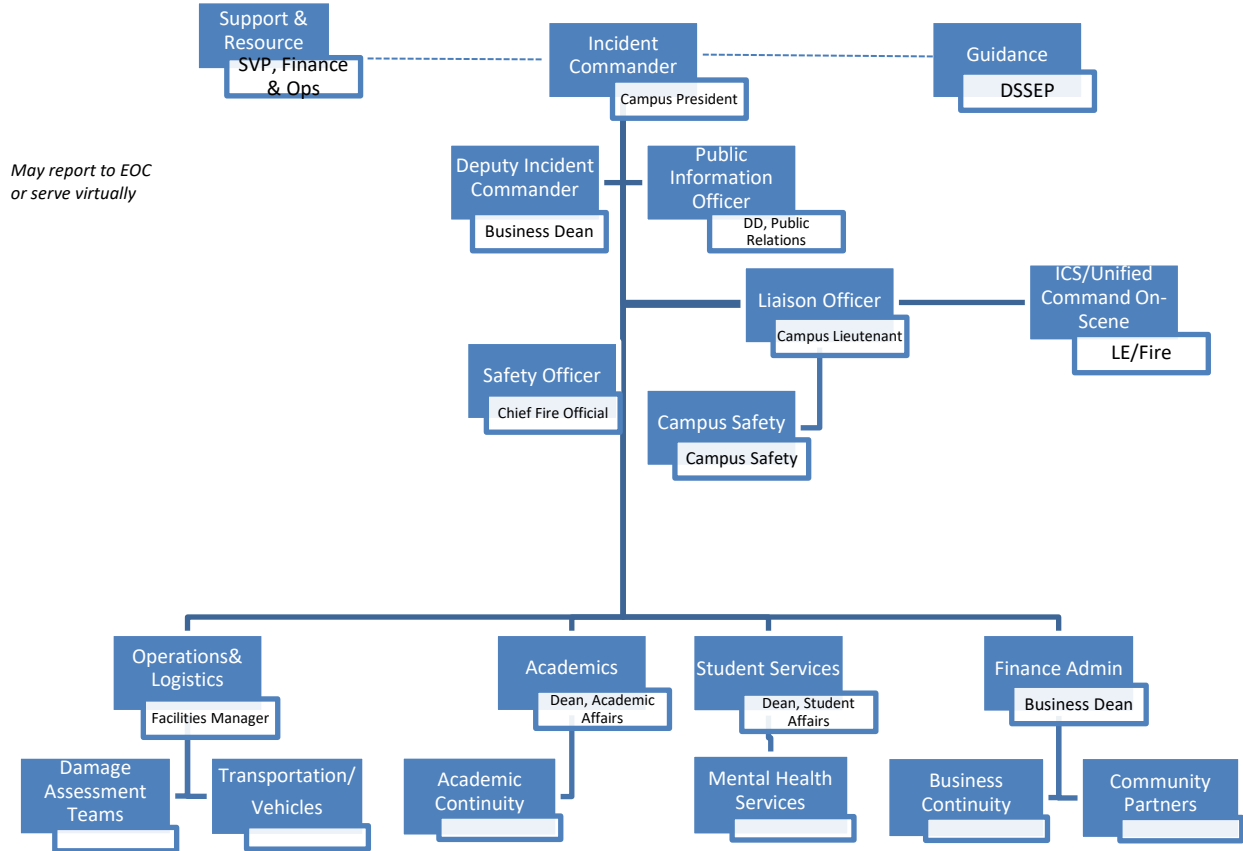 Support &
Resource
SVP, Finance
& Ops
Incident
Commander
Campus President
Guidance
DSSEP
May report to EOC
or serve virtually
Deputy Incident
Commander
Business Dean
Public
Information
Officer
DD, Public
Relations
Liaison Officer
Campus Lieutenant
ICS/Unified
Command On-
Scene
LE/Fire
Safety Officer
Chief Fire Official
Campus Safety
Campus Safety
Operations&
Logistics
Facilities Manager
Academics
Dean, Academic
Affairs
Student Services
Dean, Student
Affairs
Finance Admin
Business Dean
Damage
Assessment
Teams
Transportation/
Vehicles
Academic
Continuity
Mental Health
Services
Business
Continuity
Community
Partners